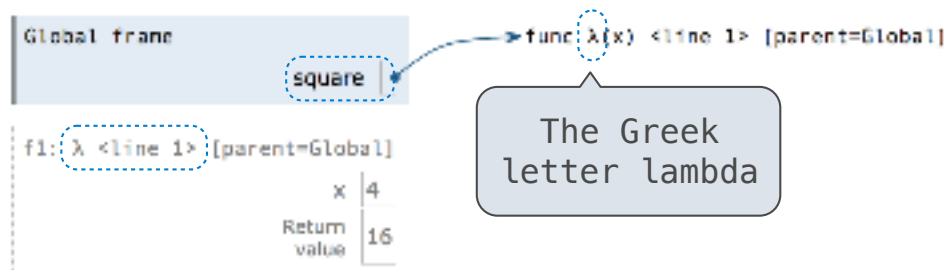 Global frame
func λ(x) <line 1> [parent=Global]
square
The Greek
letter lambda
f1: λ <line 1> [parent=Global]
x 4
Return
value 16